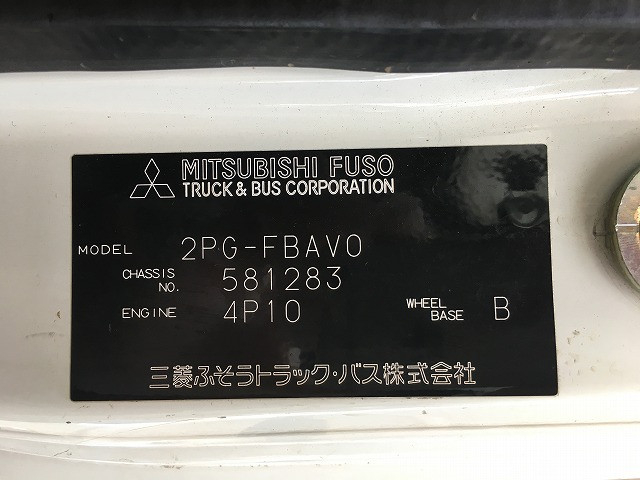 MITSUBISHI FUSO
TRUCK & BUS CORPORATION
MODEL 2PG-FBAV0
CHASSIS NO. 581283
ENGINE 4P10 WHEEL BASE B
三菱ふそうトラック・バス株式会社